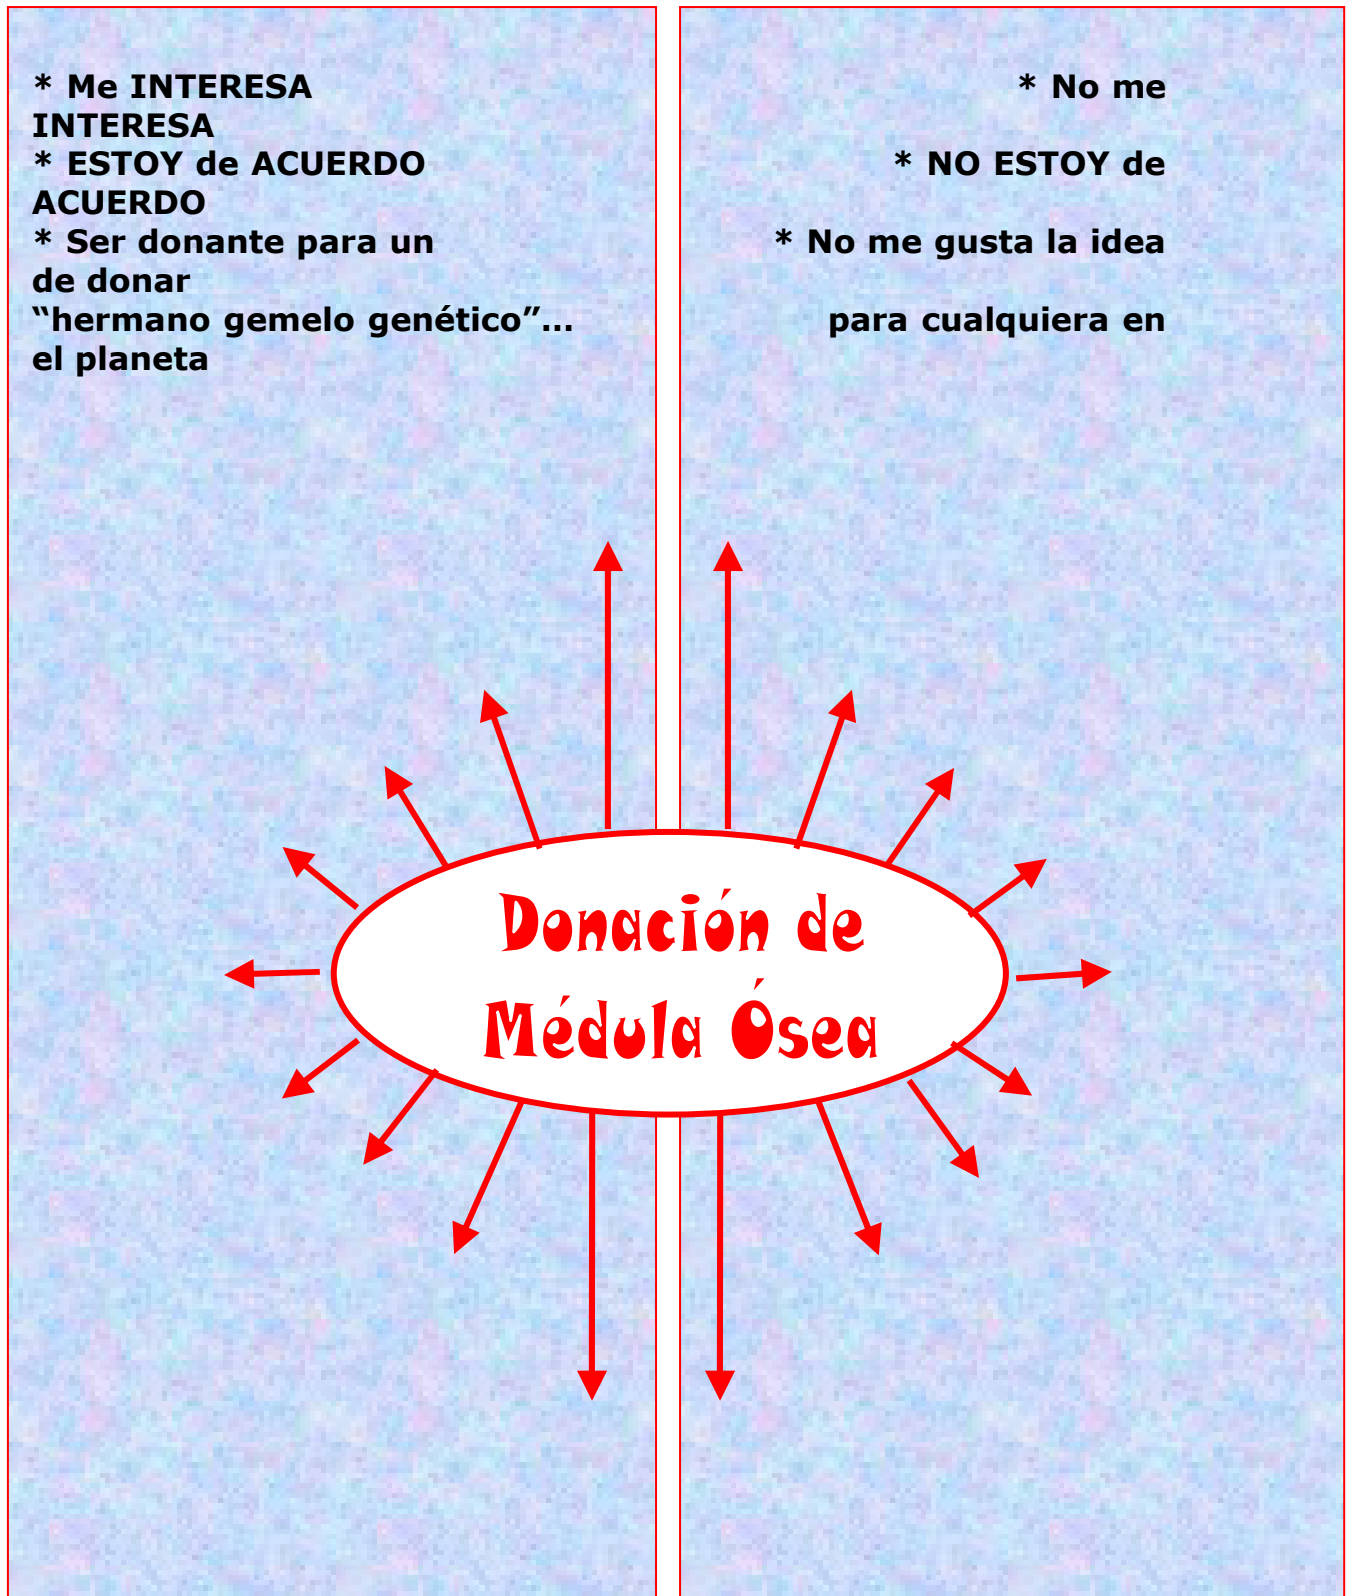 * Me INTERESA * No me
INTERESA
* ESTOY de ACUERDO * NO ESTOY de
ACUERDO
* Ser donante para un * No me gusta la idea
de donar
“hermano gemelo genético”... para cualquiera en
el planeta
Donación de
Médula Ósea